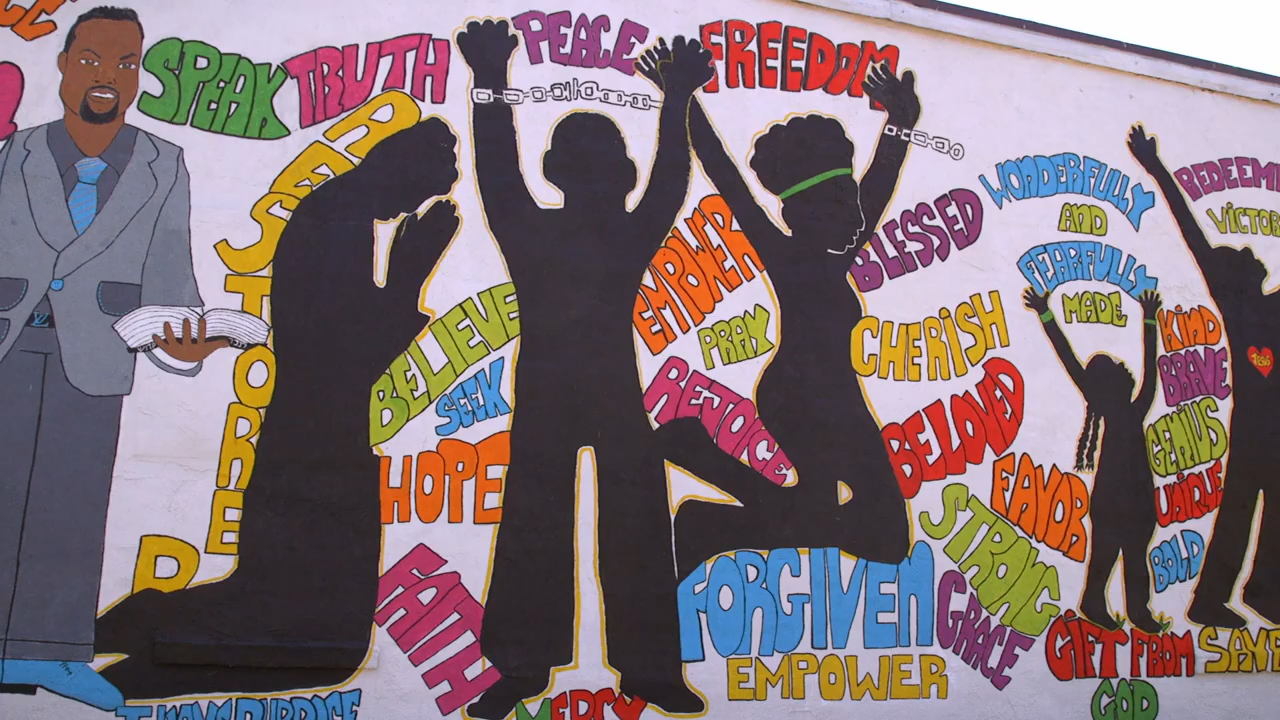 SPEAK TRUTH
PEACE
FREEDOM
RESTORED
BELIEVE
SEEK
HOPE
FAITH
MERCY
EMPOWER
PRAY
REJOICE
FORGIVEN
EMPOWER
BLESSED
CHERISH
BELOVED
FAVOR
STRONG
GRACE
WONDERFULLY
AND
FEARFULLY
MADE
KIND
BRAVE
GENIUS
UNIQUE
BOLD
GIFT FROM
GOD